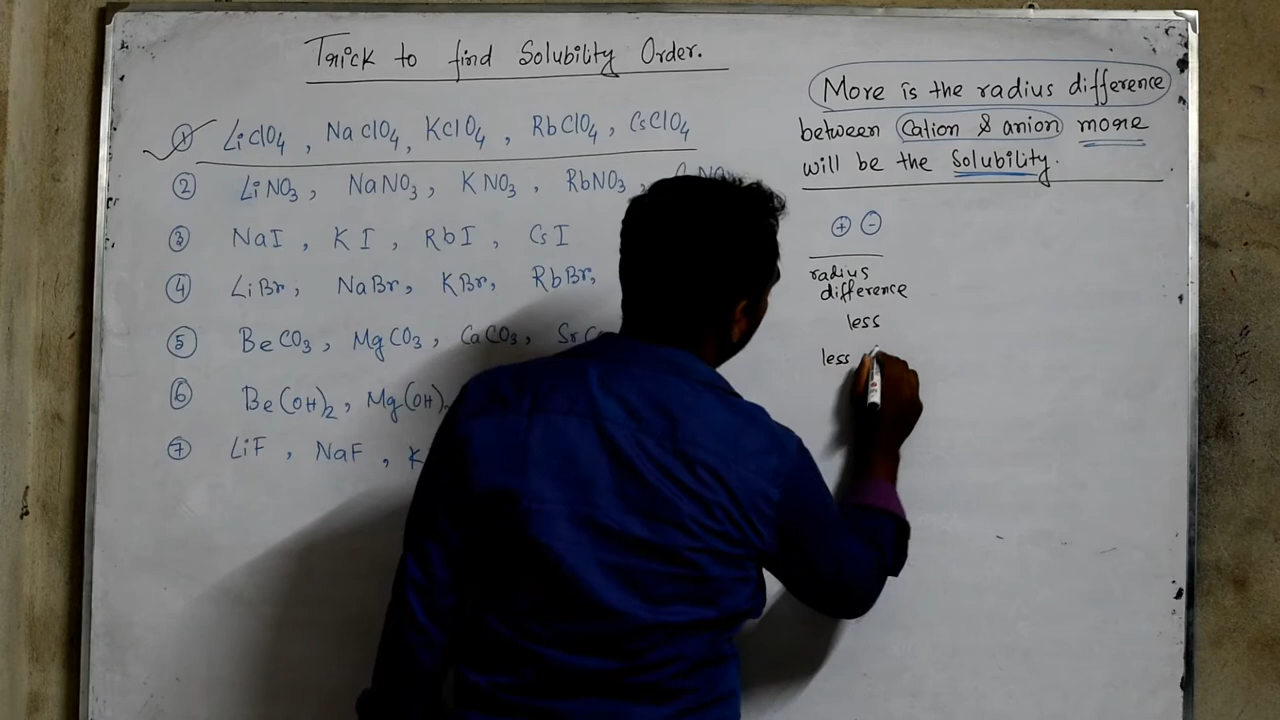 Trick to find Solubility Order.
① LiClO4, NaClO4, KClO4, RbClO4, CsClO4
② LiNO3, NaNO3, KNO3, RbNO3,
③ NaI, KI, RbI, CsI
④ LiBr, NaBr, KBr, RbBr,
⑤ BeCO3, MgCO3, CaCO3,
⑥ Be(OH)2, Mg(OH)
⑦ LiF, NaF, K
More is the radius difference
between Cation & anion more
will be the Solubility.
⊕ ⊖
radius
difference
less
less